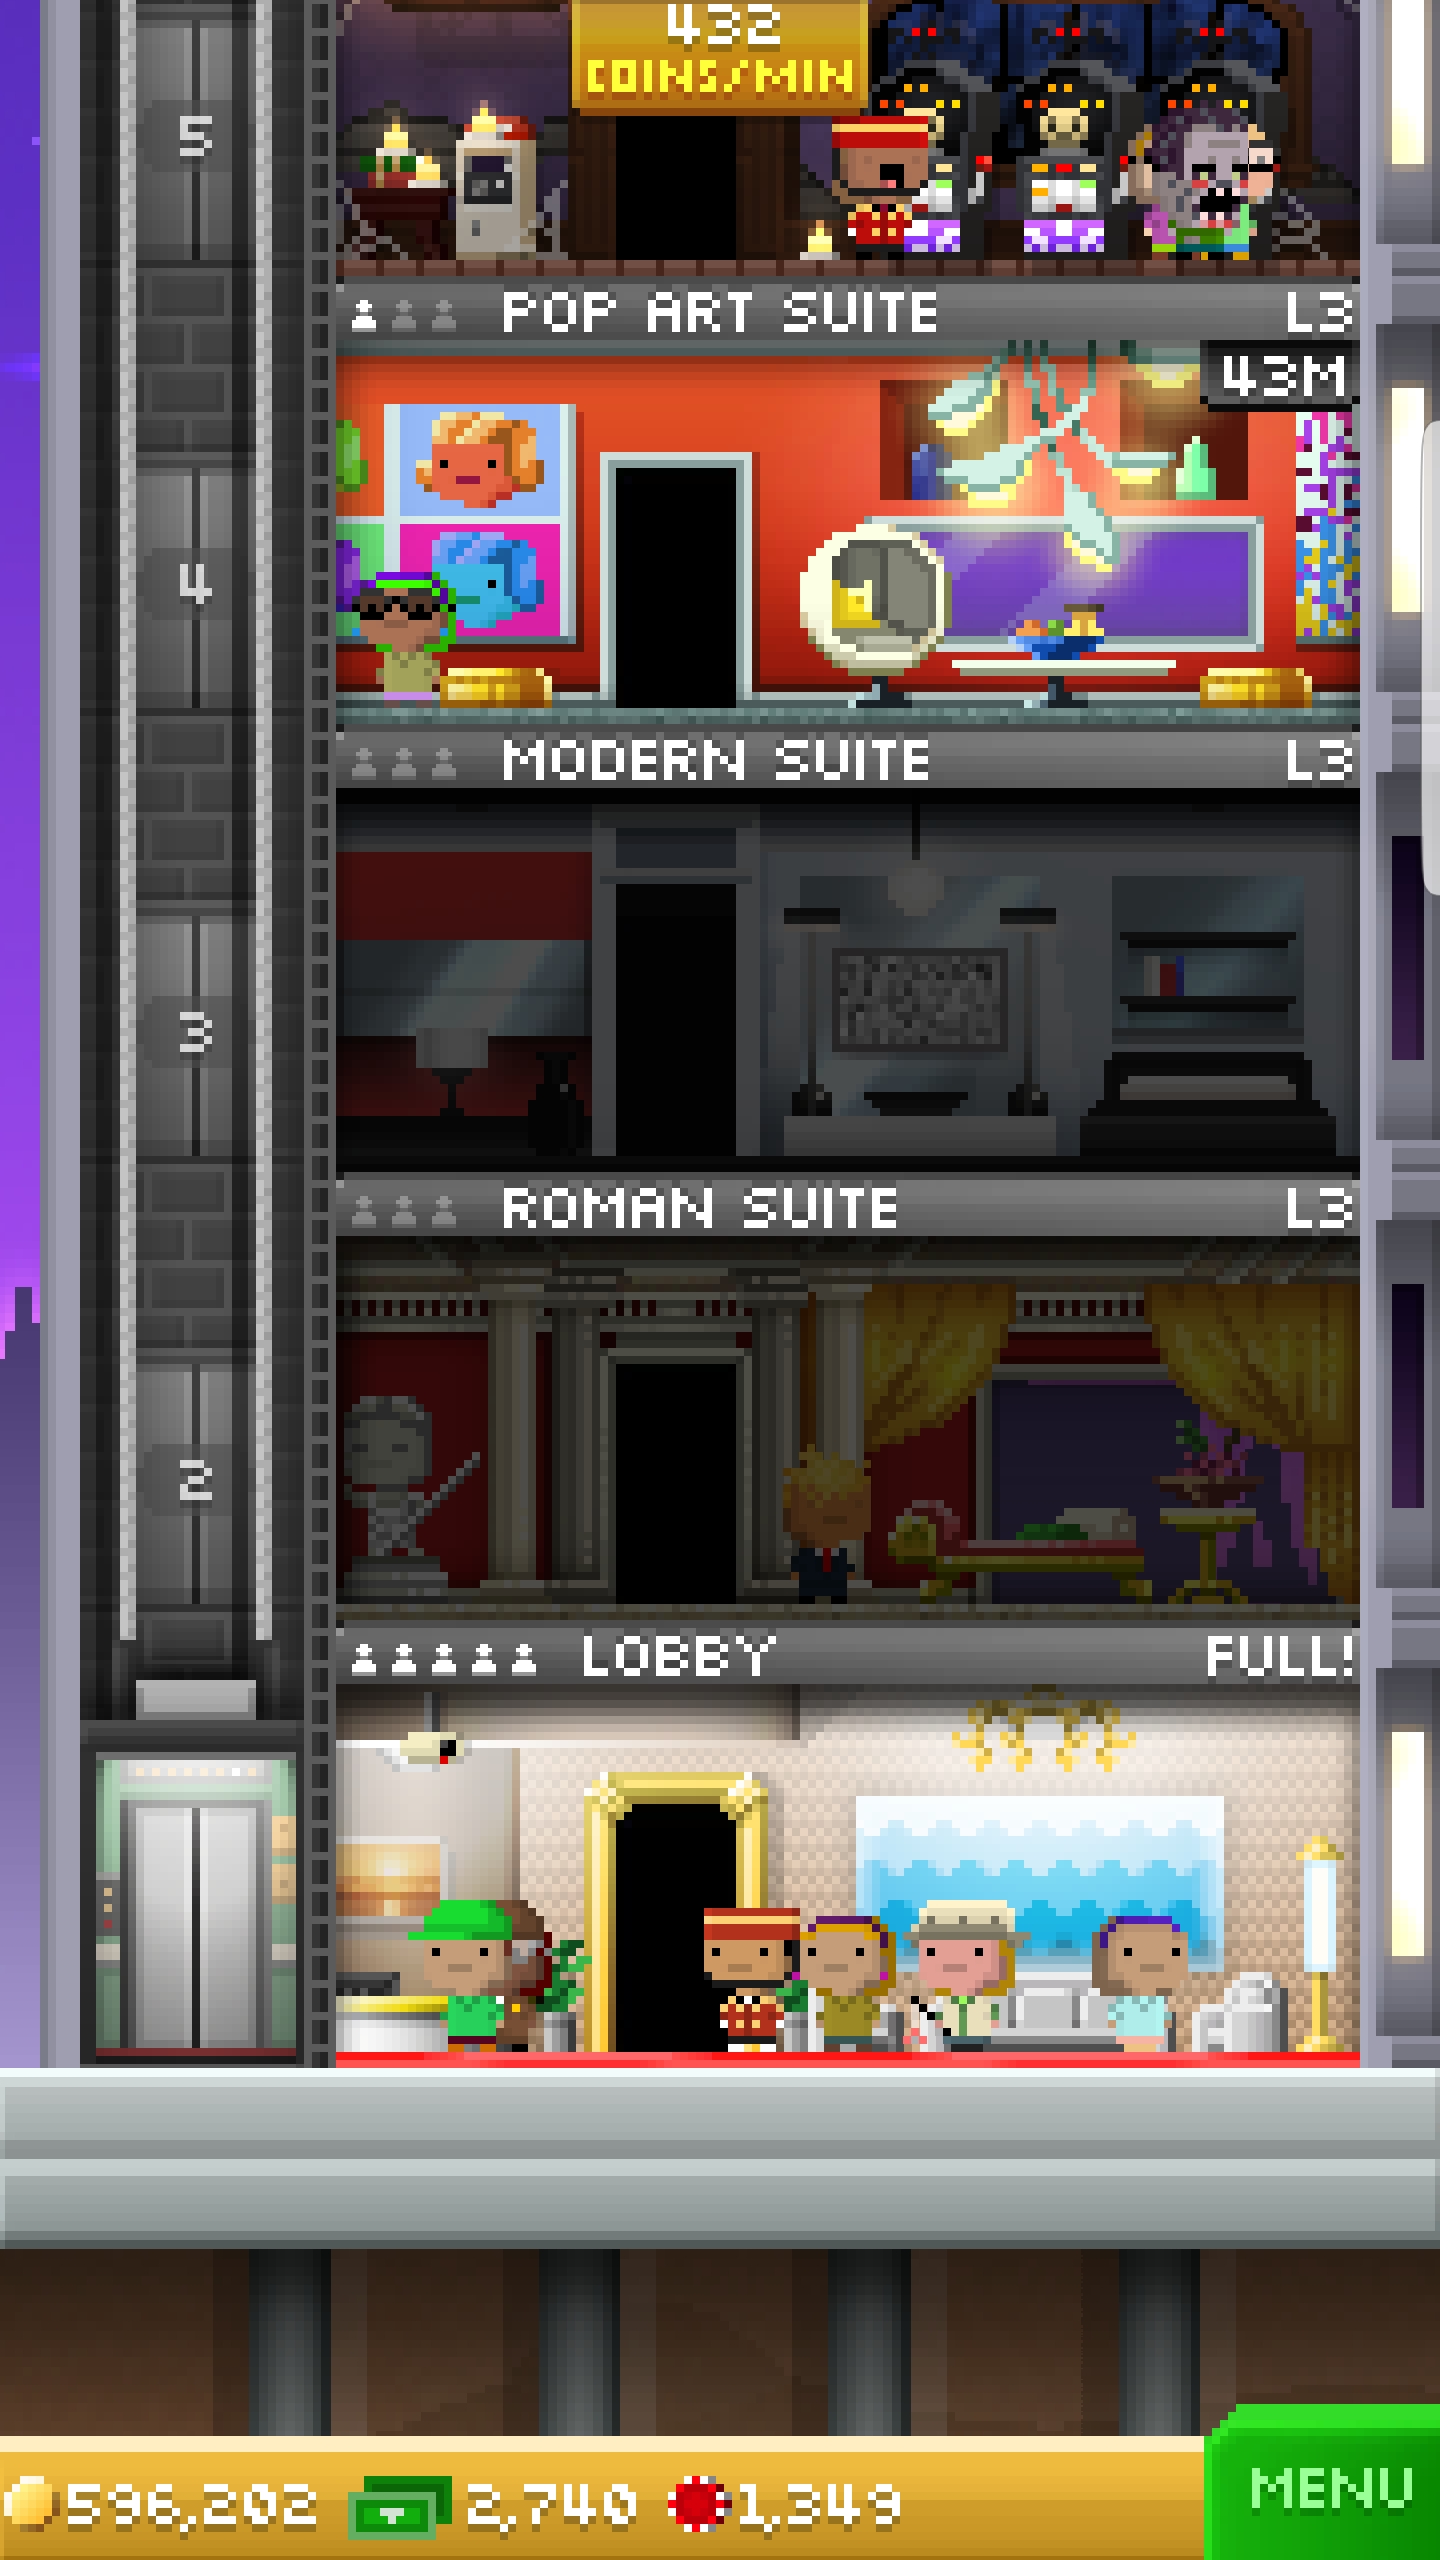 432
COINS/MIN
5
POP ART SUITE L3
43M
4
MODERN SUITE L3
3
ROMAN SUITE L3
2
LOBBY FULL!
596,202 2,740 1,349
MENU